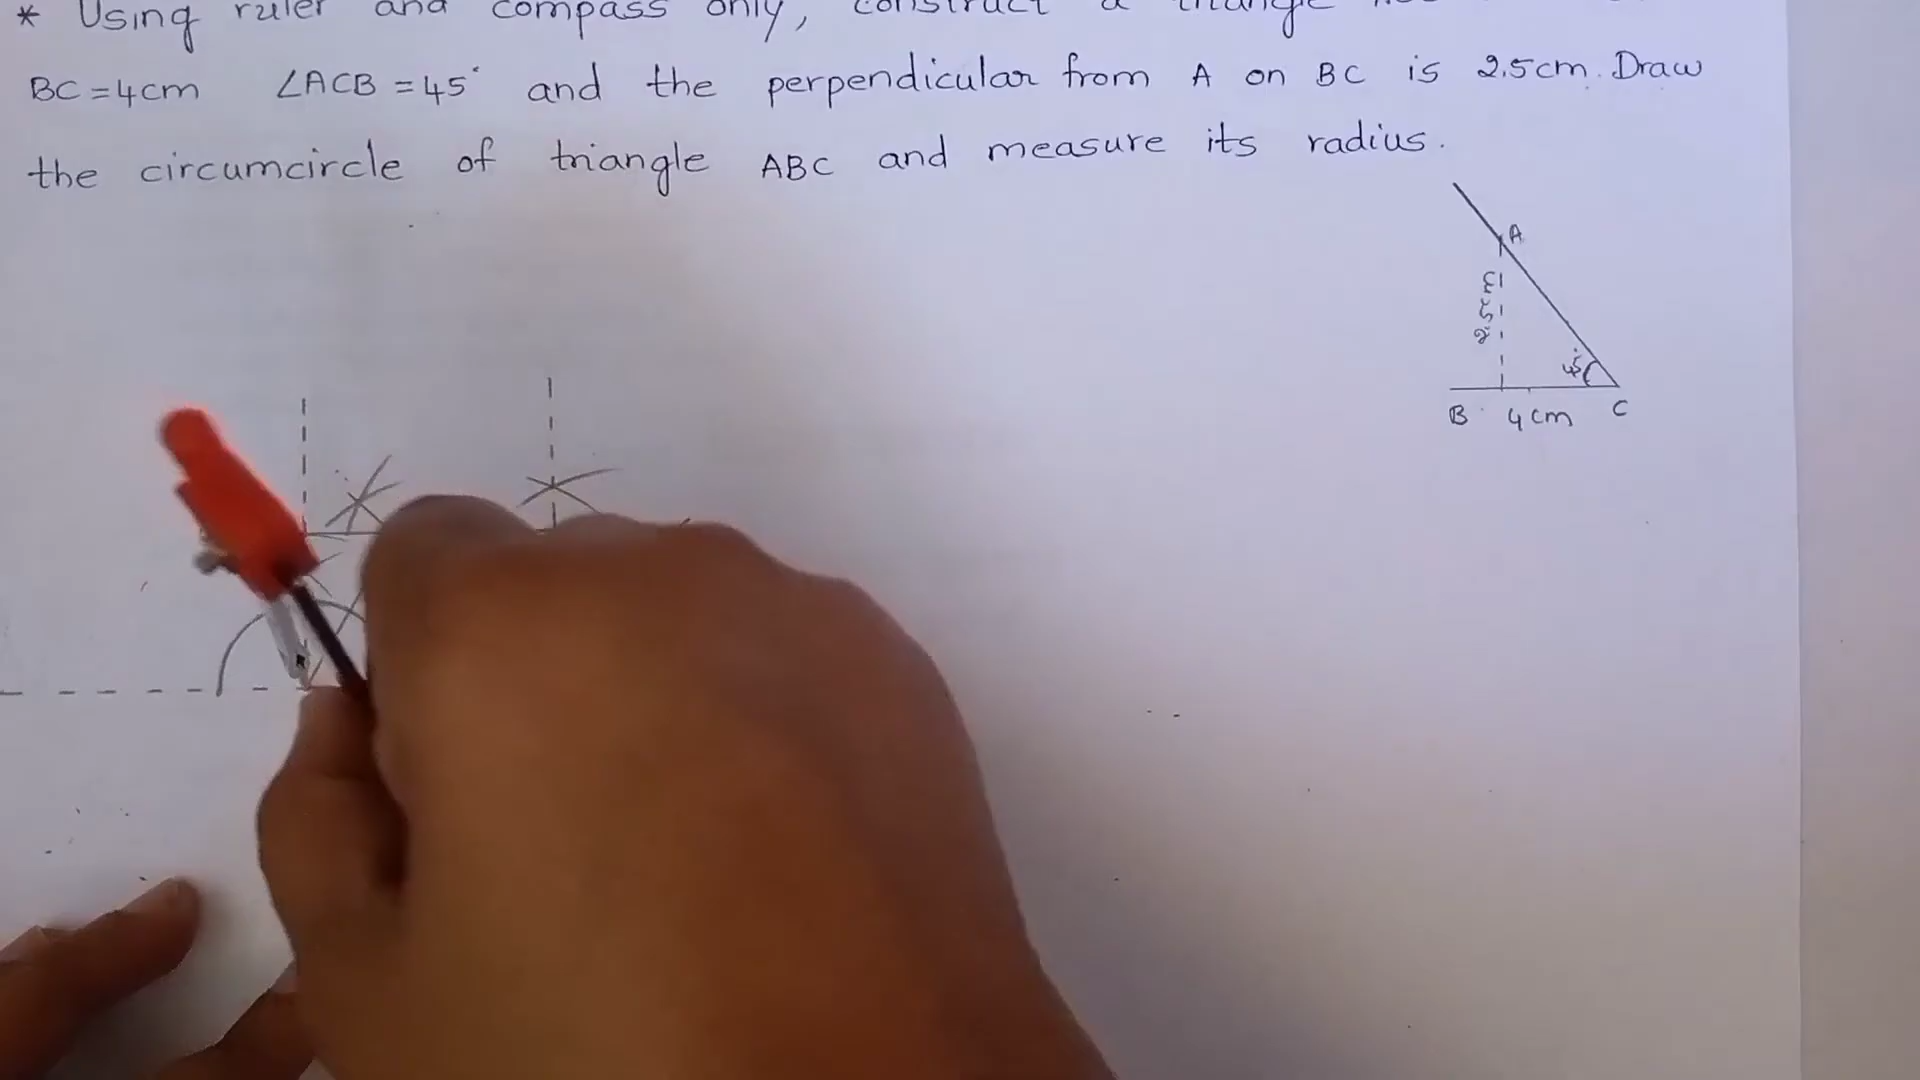 * Using ruler and compass only, construct a triangle
BC = 4cm ∠ACB = 45° and the perpendicular from A on BC is 2.5cm. Draw
the circumcircle of triangle ABC and measure its radius.
A
2.5
45°
B 4cm C